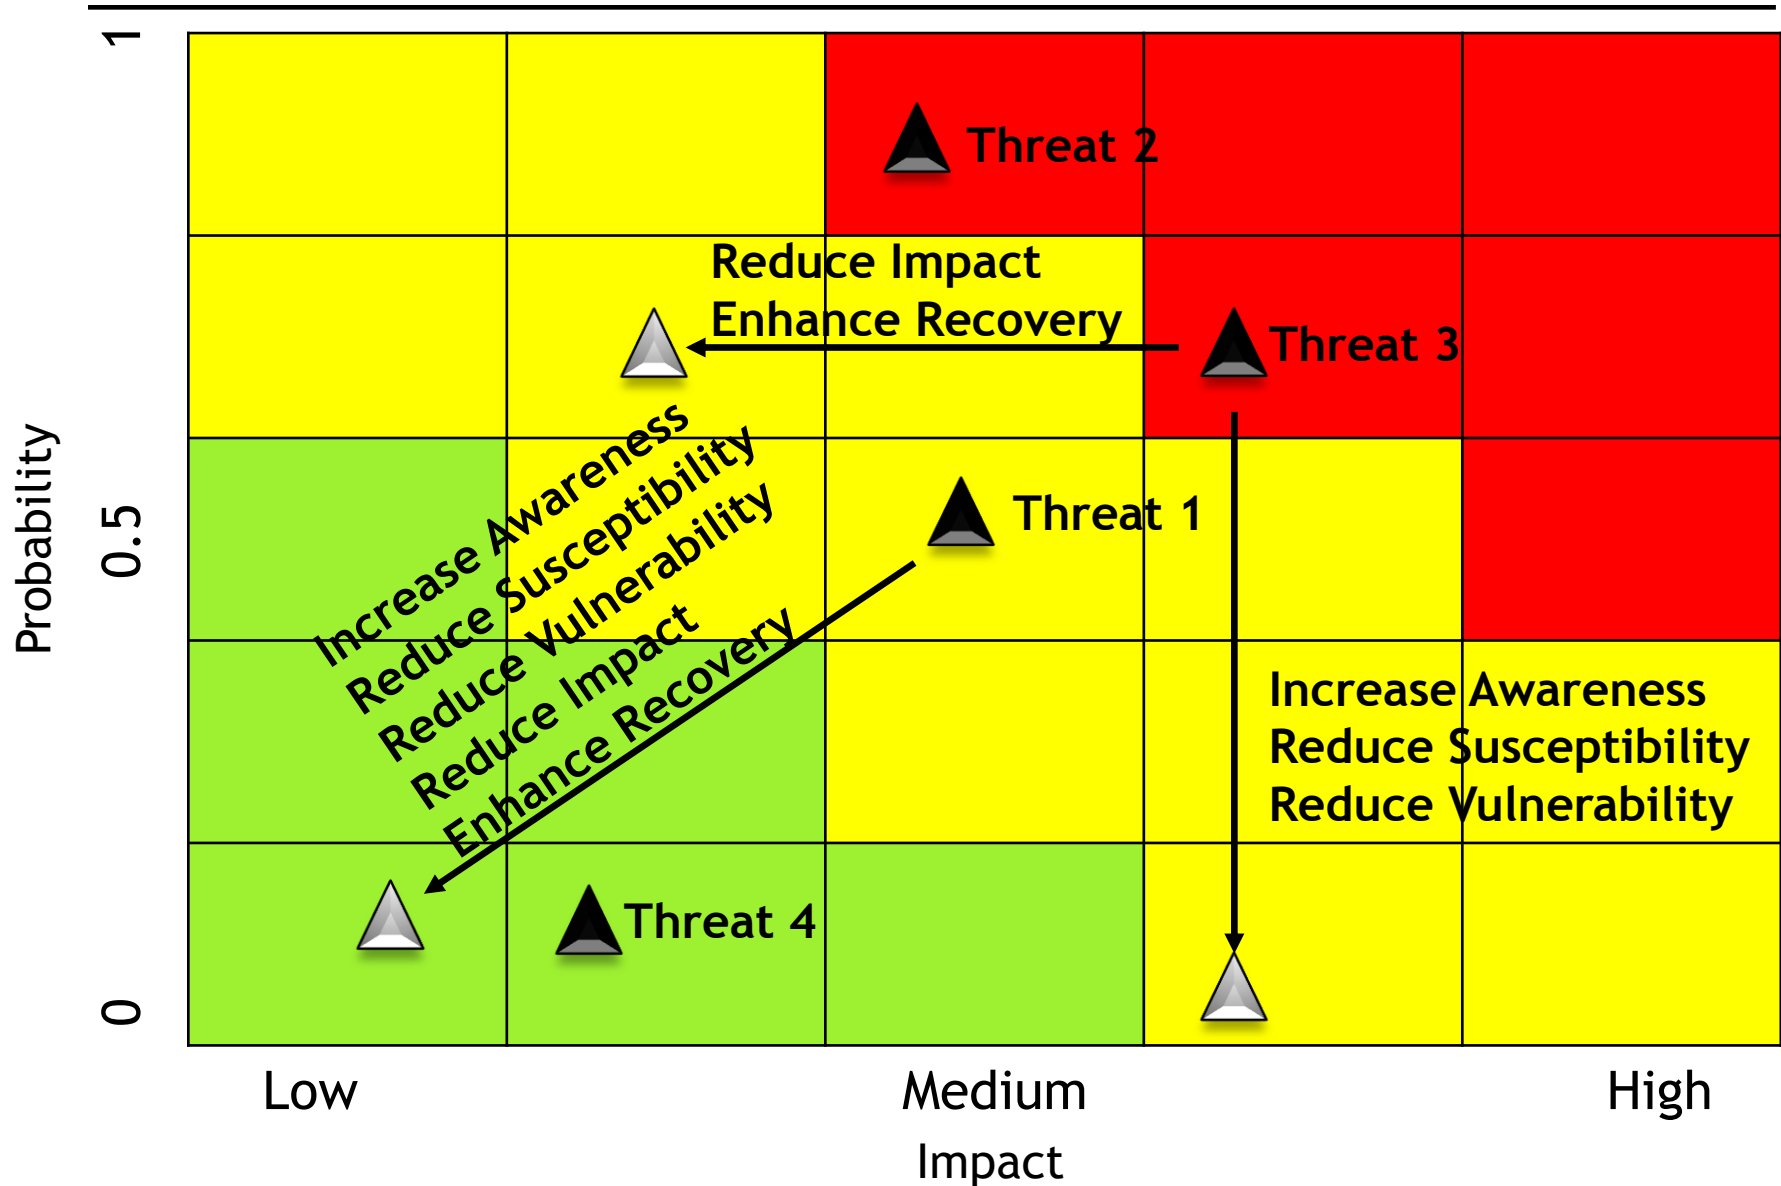 1
Threat 2
Reduce Impact
Enhance Recovery
Threat 3
Increase Awareness
Reduce Susceptibility
Reduce Vulnerability
Reduce Impact
Enhance Recovery
Threat 1
Probability
0.5
Increase Awareness
Reduce Susceptibility
Reduce Vulnerability
Threat 4
0
Low
Medium
High
Impact